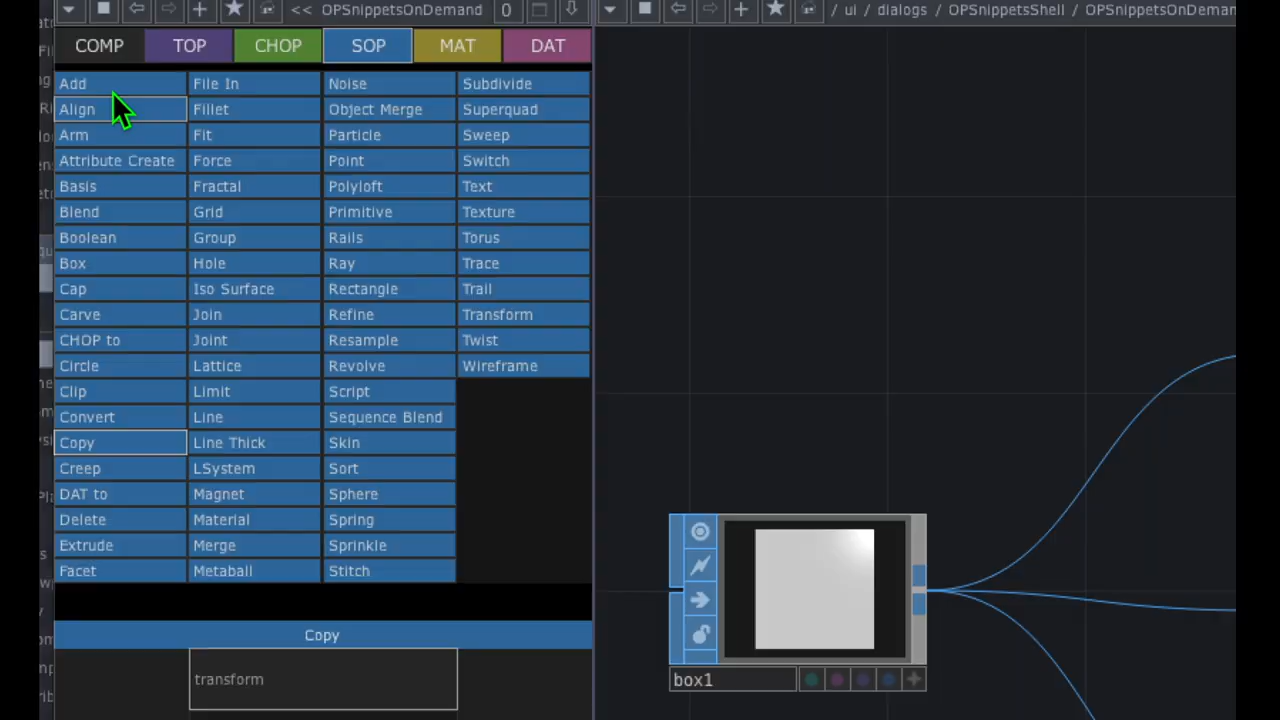 << OPSnippetsOnDemand 0
/ ui / dialogs / OPSnippetsShell / OPSnippetsOnDeman
COMP TOP CHOP SOP MAT DAT
Add File In Noise Subdivide
Align Fillet Object Merge Superquad
Arm Fit Particle Sweep
Attribute Create Force Point Switch
Basis Fractal Polyloft Text
Blend Grid Primitive Texture
Boolean Group Rails Torus
Box Hole Ray Trace
Cap Iso Surface Rectangle Trail
Carve Join Refine Transform
CHOP to Joint Resample Twist
Circle Lattice Revolve Wireframe
Clip Limit Script
Convert Line Sequence Blend
Copy Line Thick Skin
Creep LSystem Sort
DAT to Magnet Sphere
Delete Material Spring
Extrude Merge Sprinkle
Facet Metaball Stitch
Copy
transform
box1